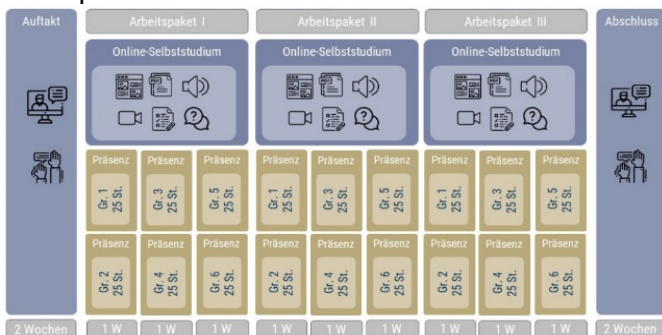 Auftakt
Arbeitspaket I
Arbeitspaket II
Arbeitspaket III
Abschluss
Online-Selbststudium
Online-Selbststudium
Online-Selbststudium
PDF
PDF
PDF
Präsenz
Präsenz
Präsenz
Präsenz
Präsenz
Präsenz
Präsenz
Präsenz
Präsenz
Gr. 1
25 St.
Gr. 3
25 St.
Gr. 5
25 St.
Gr. 1
25 St.
Gr. 3
25 St.
Gr. 5
25 St.
Gr. 1
25 St.
Gr. 3
25 St.
Gr. 5
25 St.
Präsenz
Präsenz
Präsenz
Präsenz
Präsenz
Präsenz
Präsenz
Präsenz
Präsenz
Gr. 2
25 St.
Gr. 4
25 St.
Gr. 6
25 St.
Gr. 2
25 St.
Gr. 4
25 St.
Gr. 6
25 St.
Gr. 2
25 St.
Gr. 4
25 St.
Gr. 6
25 St.
2 Wochen
1 W
1 W
1 W
1 W
1 W
1 W
1 W
1 W
1 W
2 Wochen